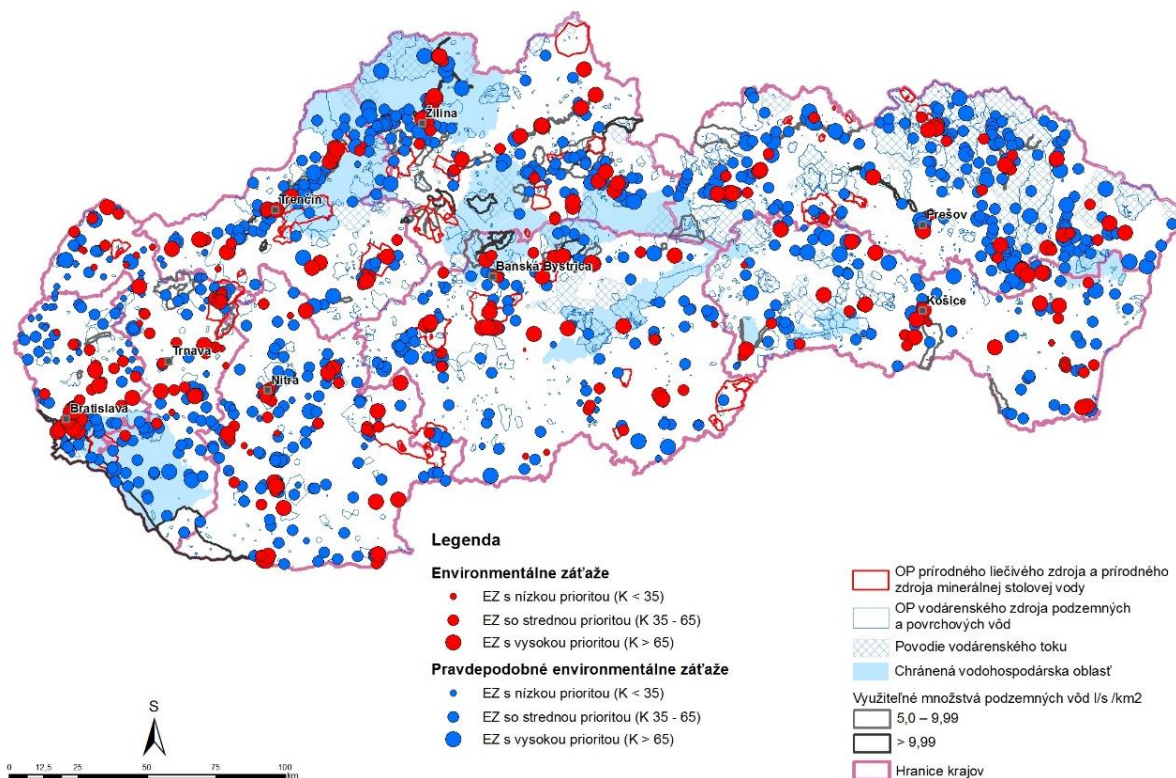 Žilina
Trenčín
Prešov
Banská Bystrica
Košice
Trnava
Nitra
Bratislava
Legenda
Environmentálne záťaže
EZ s nízkou prioritou (K < 35)
EZ so strednou prioritou (K 35 - 65)
EZ s vysokou prioritou (K > 65)
Pravdepodobné environmentálne záťaže
EZ s nízkou prioritou (K < 35)
EZ so strednou prioritou (K 35 - 65)
EZ s vysokou prioritou (K > 65)
OP prírodného liečivého zdroja a prírodného
zdroja minerálnej stolovej vody
OP vodárenského zdroja podzemných
a povrchových vôd
Povodie vodárenského toku
Chránená vodohospodárska oblasť
Využiteľné množstvá podzemných vôd l/s /km2
5,0 – 9,99
> 9,99
Hranice krajov
S
0 12,5 25 50 75 100
km